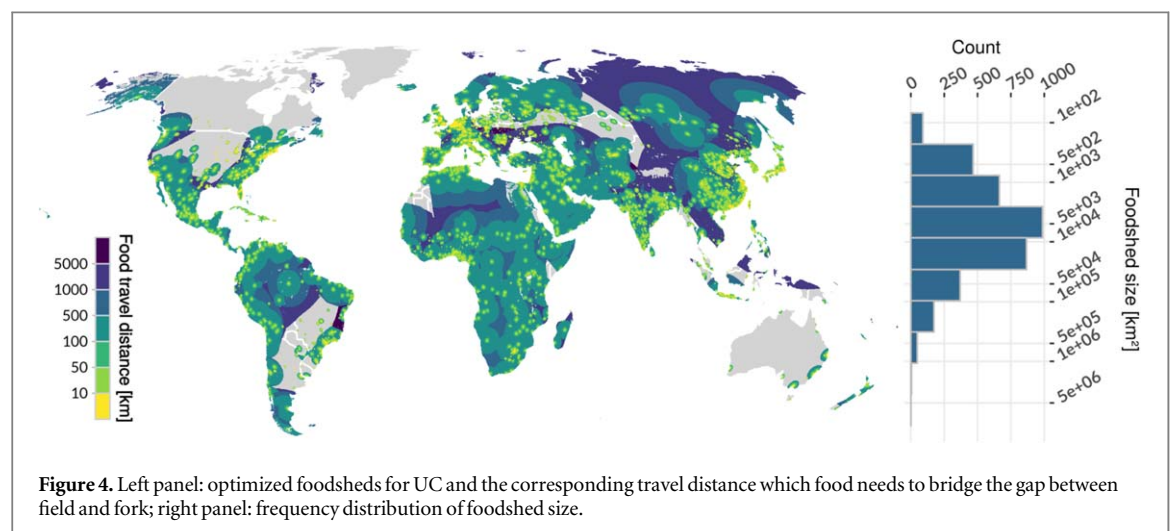 Count
0 250 500 750 1000
1e+02
5e+02
1e+03
5e+03
1e+04
5e+04
1e+05
5e+05
1e+06
5e+06
Foodshed size [km²]
5000
1000
500
100
50
10
Food travel distance [km]
Figure 4. Left panel: optimized foodsheds for UC and the corresponding travel distance which food needs to bridge the gap between
field and fork; right panel: frequency distribution of foodshed size.